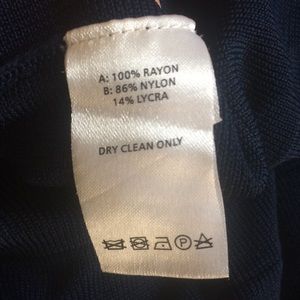 A: 100% RAYON
B: 86% NYLON
14% LYCRA
DRY CLEAN ONLY
P